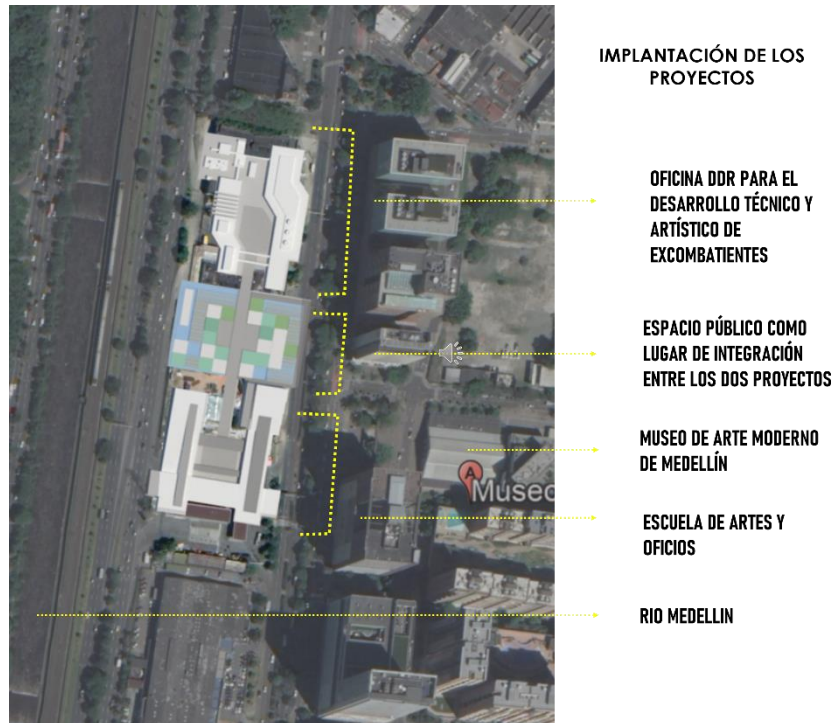 IMPLANTACIÓN DE LOS
PROYECTOS
OFICINA DDR PARA EL
DESARROLLO TÉCNICO Y
ARTÍSTICO DE
EXCOMBATIENTES
ESPACIO PÚBLICO COMO
LUGAR DE INTEGRACIÓN
ENTRE LOS DOS PROYECTOS
MUSEO DE ARTE MODERNO
DE MEDELLÍN
A
Museo
ESCUELA DE ARTES Y
OFICIOS
RIO MEDELLIN